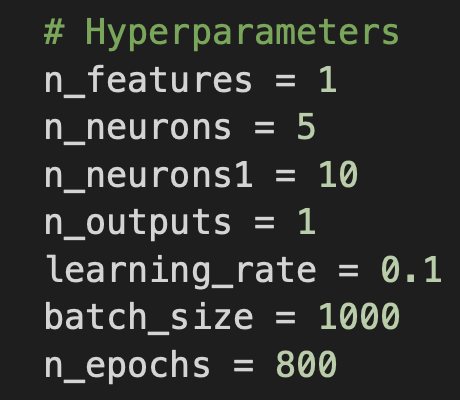 # Hyperparameters
n_features = 1
n_neurons = 5
n_neurons1 = 10
n_outputs = 1
learning_rate = 0.1
batch_size = 1000
n_epochs = 800